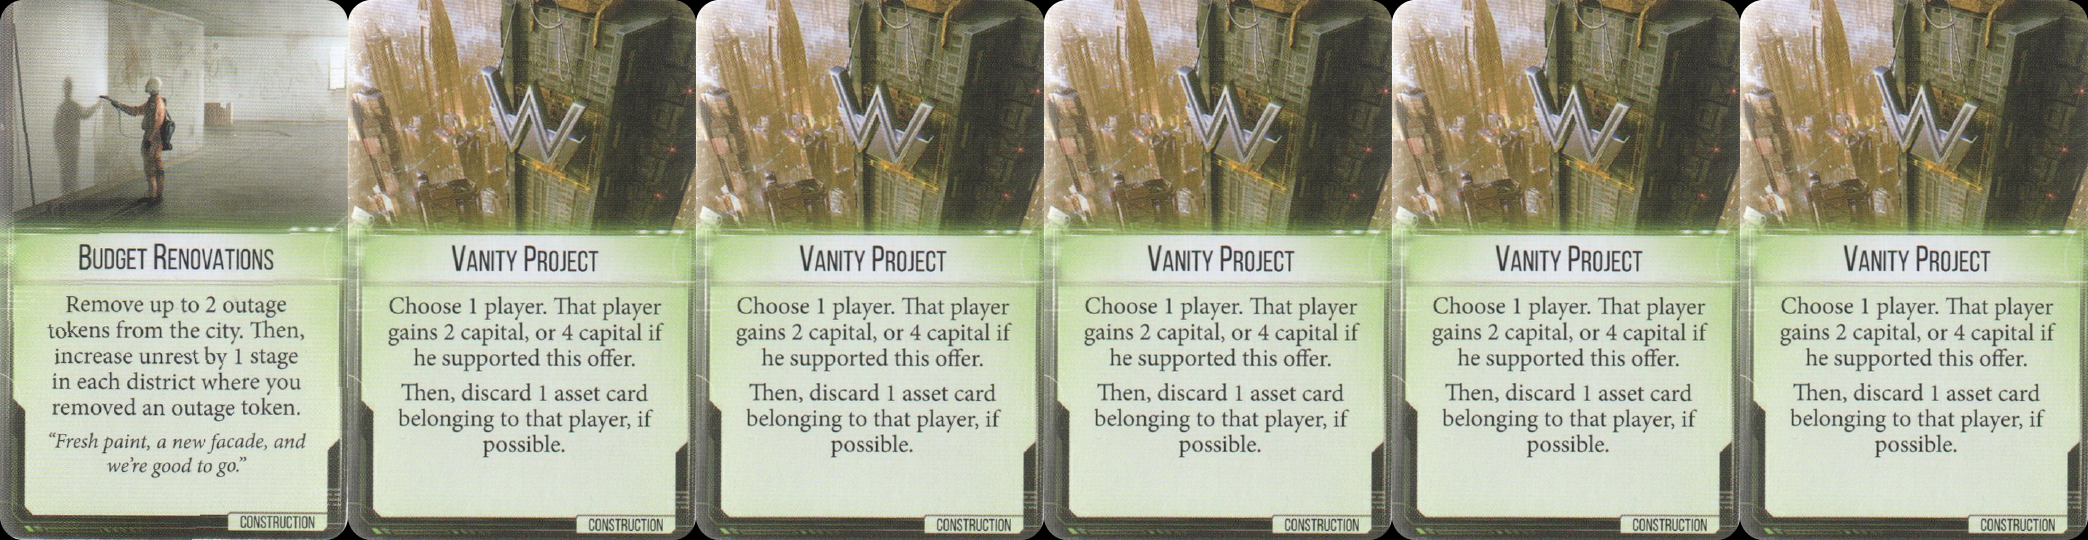 BUDGET RENOVATIONS
Remove up to 2 outage
tokens from the city. Then,
increase unrest by 1 stage
in each district where you
removed an outage token.
“Fresh paint, a new facade, and
we’re good to go.”
CONSTRUCTION
VANITY PROJECT
Choose 1 player. That player
gains 2 capital, or 4 capital if
he supported this offer.
Then, discard 1 asset card
belonging to that player, if
possible.
CONSTRUCTION
VANITY PROJECT
Choose 1 player. That player
gains 2 capital, or 4 capital if
he supported this offer.
Then, discard 1 asset card
belonging to that player, if
possible.
CONSTRUCTION
VANITY PROJECT
Choose 1 player. That player
gains 2 capital, or 4 capital if
he supported this offer.
Then, discard 1 asset card
belonging to that player, if
possible.
CONSTRUCTION
VANITY PROJECT
Choose 1 player. That player
gains 2 capital, or 4 capital if
he supported this offer.
Then, discard 1 asset card
belonging to that player, if
possible.
CONSTRUCTION
VANITY PROJECT
Choose 1 player. That player
gains 2 capital, or 4 capital if
he supported this offer.
Then, discard 1 asset card
belonging to that player, if
possible.
CONSTRUCTION